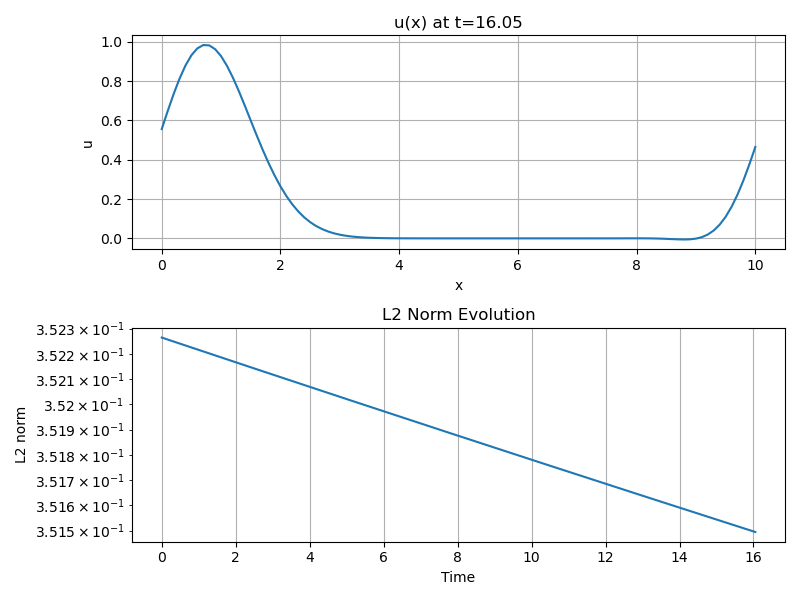 u(x) at t=16.05
1.0
0.8
0.6
0.4
0.2
0.0
u
0 2 4 6 8 10
x
L2 Norm Evolution
3.523 × 10⁻¹
3.522 × 10⁻¹
3.521 × 10⁻¹
3.52 × 10⁻¹
3.519 × 10⁻¹
3.518 × 10⁻¹
3.517 × 10⁻¹
3.516 × 10⁻¹
3.515 × 10⁻¹
L2 norm
0 2 4 6 8 10 12 14 16
Time